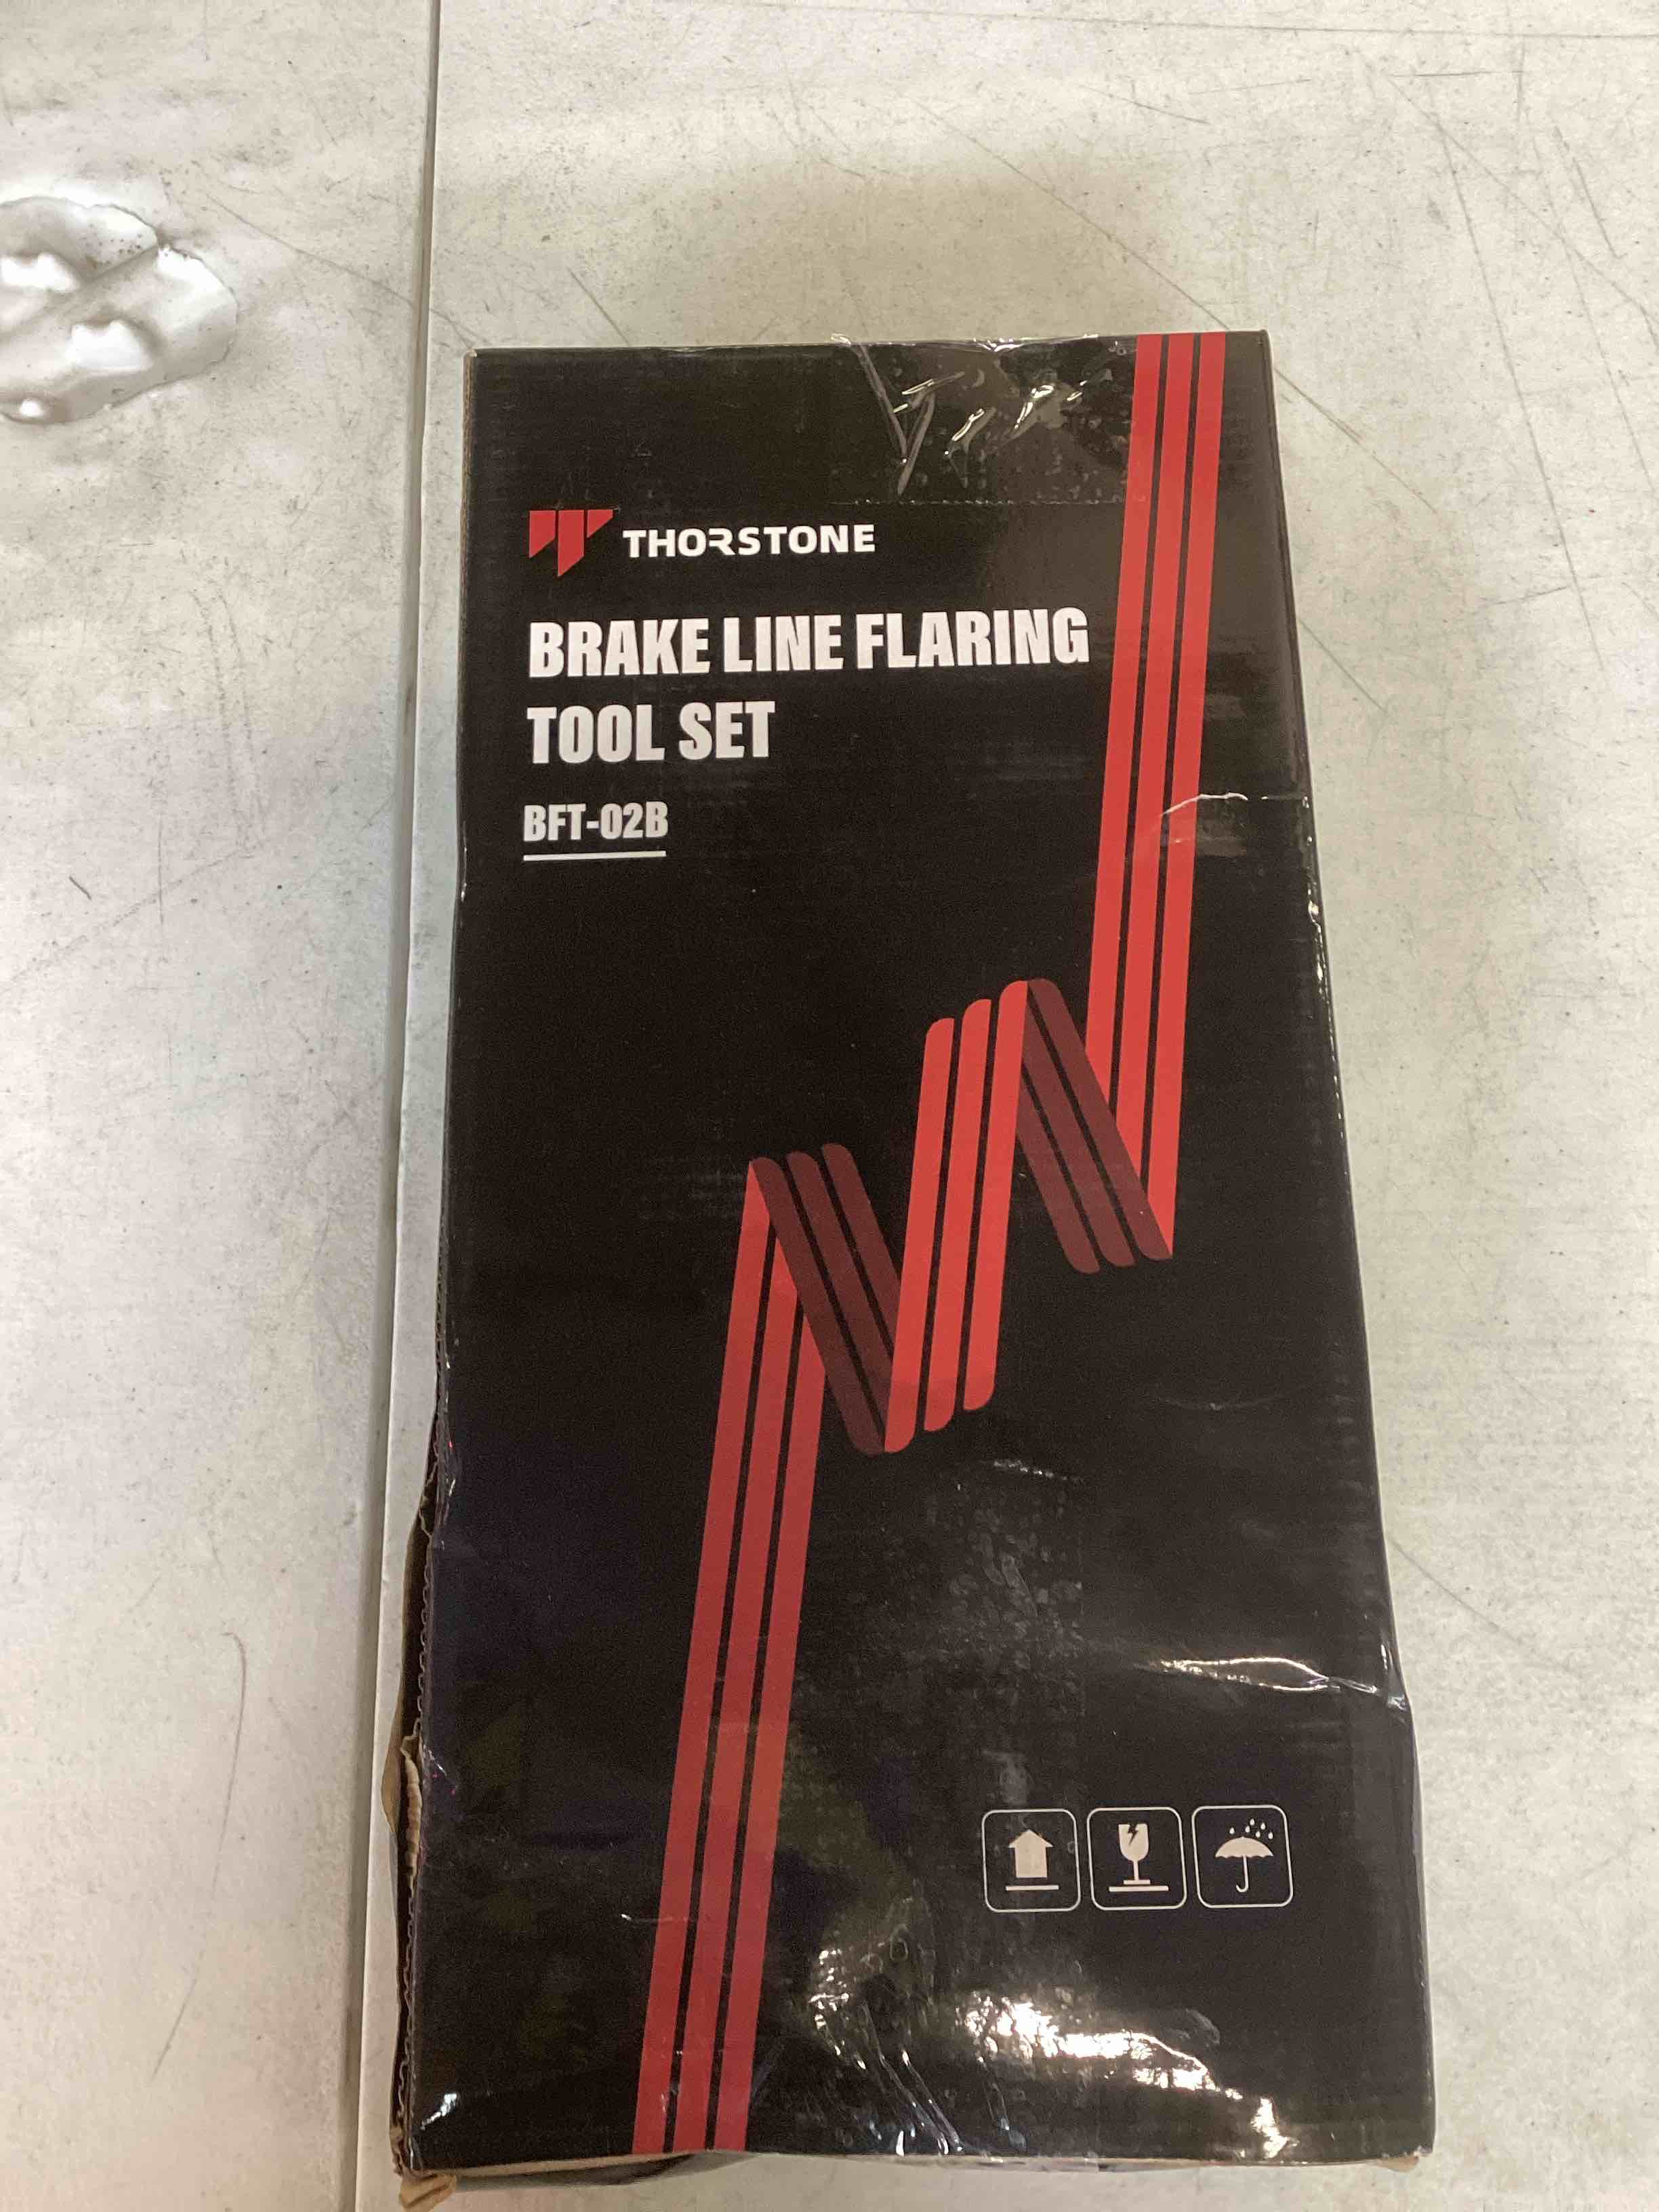 THORSTONE
BRAKE LINE FLARING
TOOL SET
BFT-02B